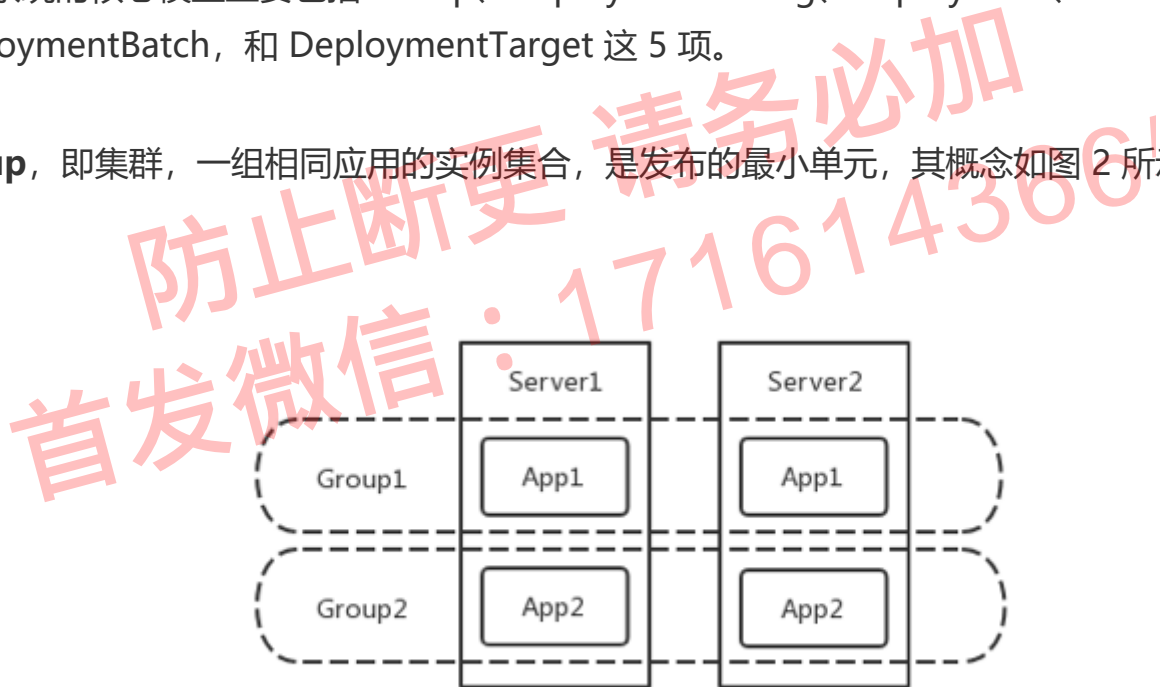 oymentBatch，和 DeploymentTarget 这 5 项。
防止断更 请务必加
up，即集群，一组相同应用的实例集合，是发布的最小单元，其概念如图 2 所示
首发微信：17161436
Server1 Server2
Group1 App1 App1
Group2 App2 App2